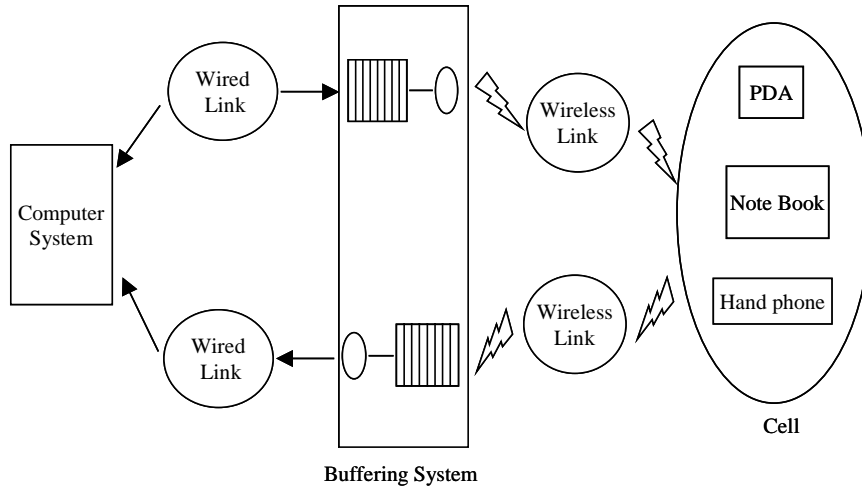 Wired
Link
Wireless
Link
PDA
Computer
System
Note Book
Wired
Link
Wireless
Link
Hand phone
Cell
Buffering System